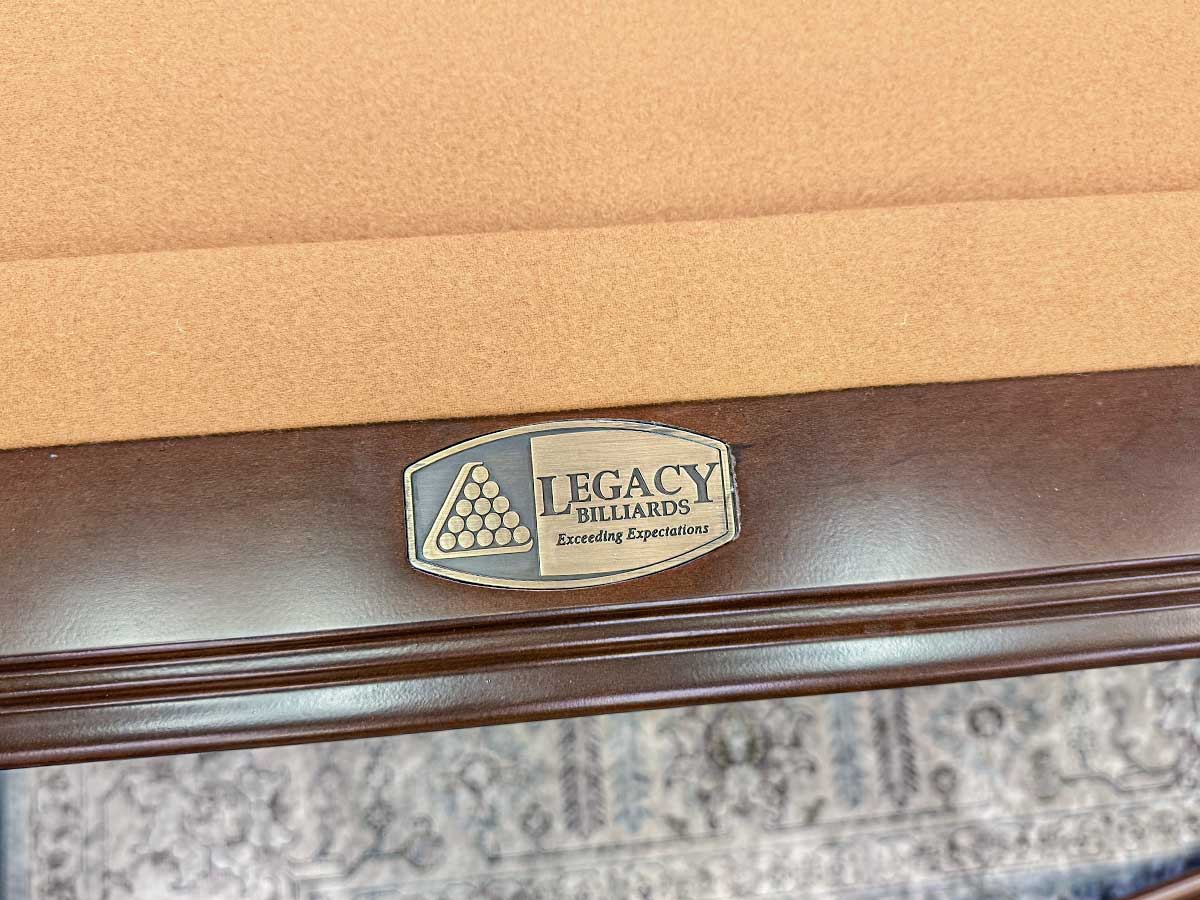 LEGACY
BILLIARDS
Exceeding Expectations